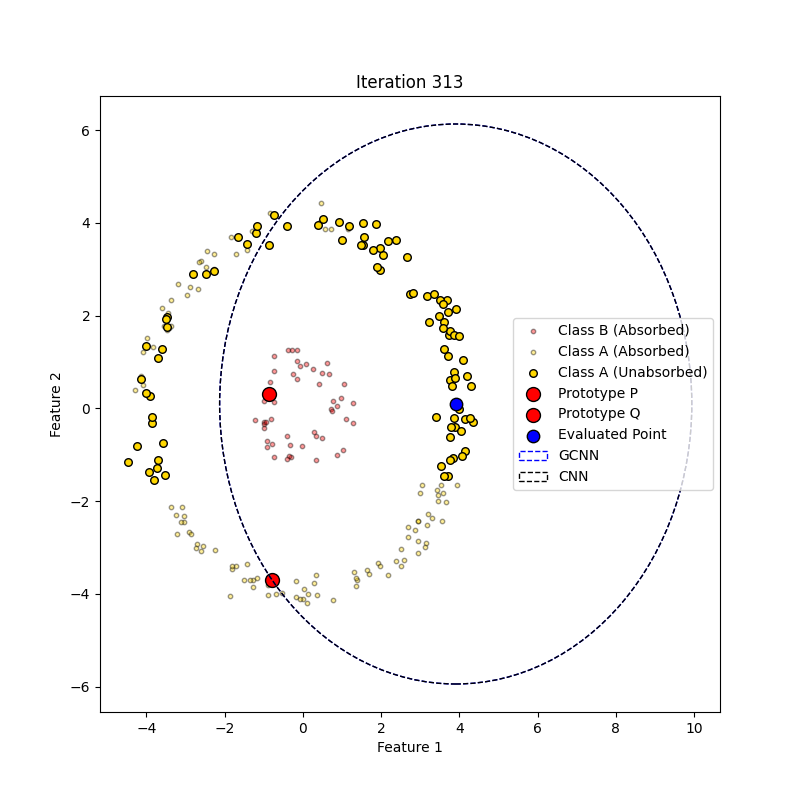 Iteration 313
Feature 2
6
4
2
0
−2
−4
−6
Class B (Absorbed)
Class A (Absorbed)
Class A (Unabsorbed)
Prototype P
Prototype Q
Evaluated Point
GCNN
CNN
−4 −2 0 2 4 6 8 10
Feature 1